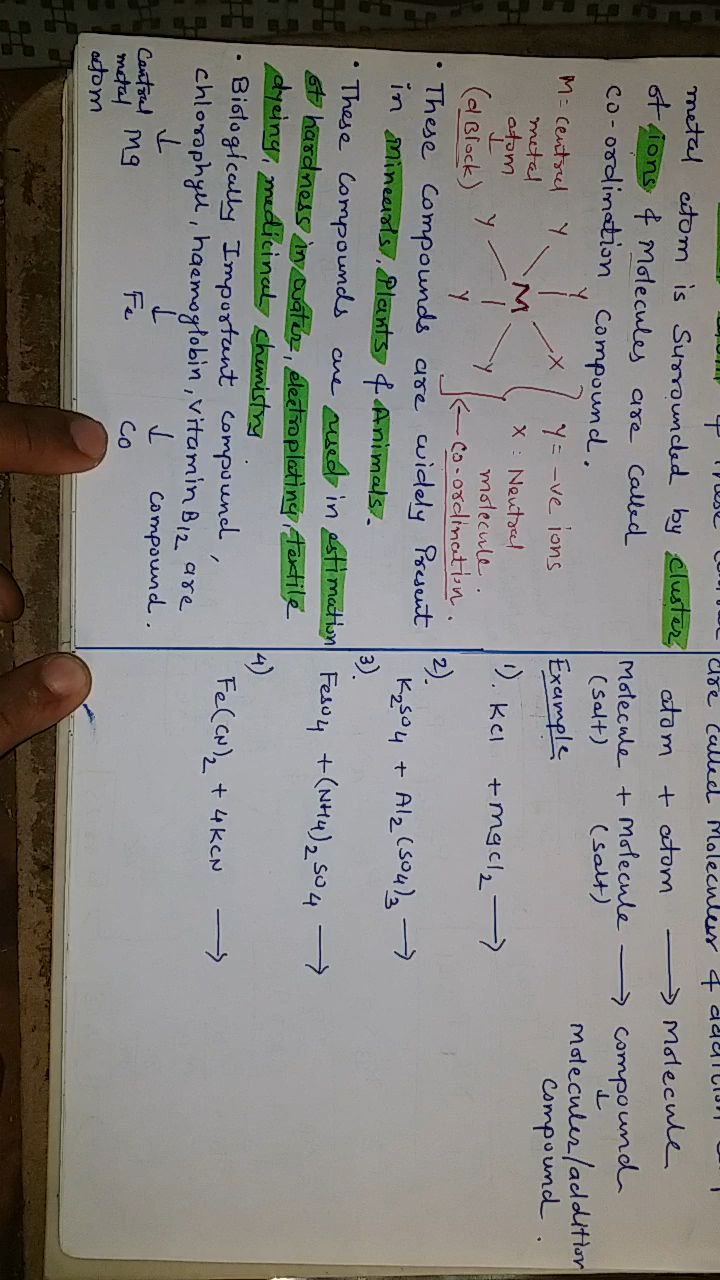 metal atom is Surrounded by cluster
of ions & Molecules are called
co-ordination Compound.
M = central metal atom
(d Block)
Y Y X
M
Y Y Y
Y = -ve ions
X : Neutral molecule.
← co-ordination.
• These compounds are widely Present
in minearls, Plants & Animals.
• These compounds are used in estimation
of hardness in water, electroplating, textile
dyeing, medicinal chemistry
• Biologically Important compound,
chlorophyll, haemoglobin, Vitamin B12 are
↓ ↓ ↓ compound.
Central metal atom Mg Fe Co
are called Moleculer & addition
atom + atom → Molecule
Molecule + Molecule → compound
(salt) (salt) ↓
moleculer/addition
compound.
Example
1). KCl + MgCl2 →
2).
K2SO4 + Al2(SO4)3 →
3).
FeSO4 + (NH4)2SO4 →
4)
Fe(CN)2 + 4KCN →